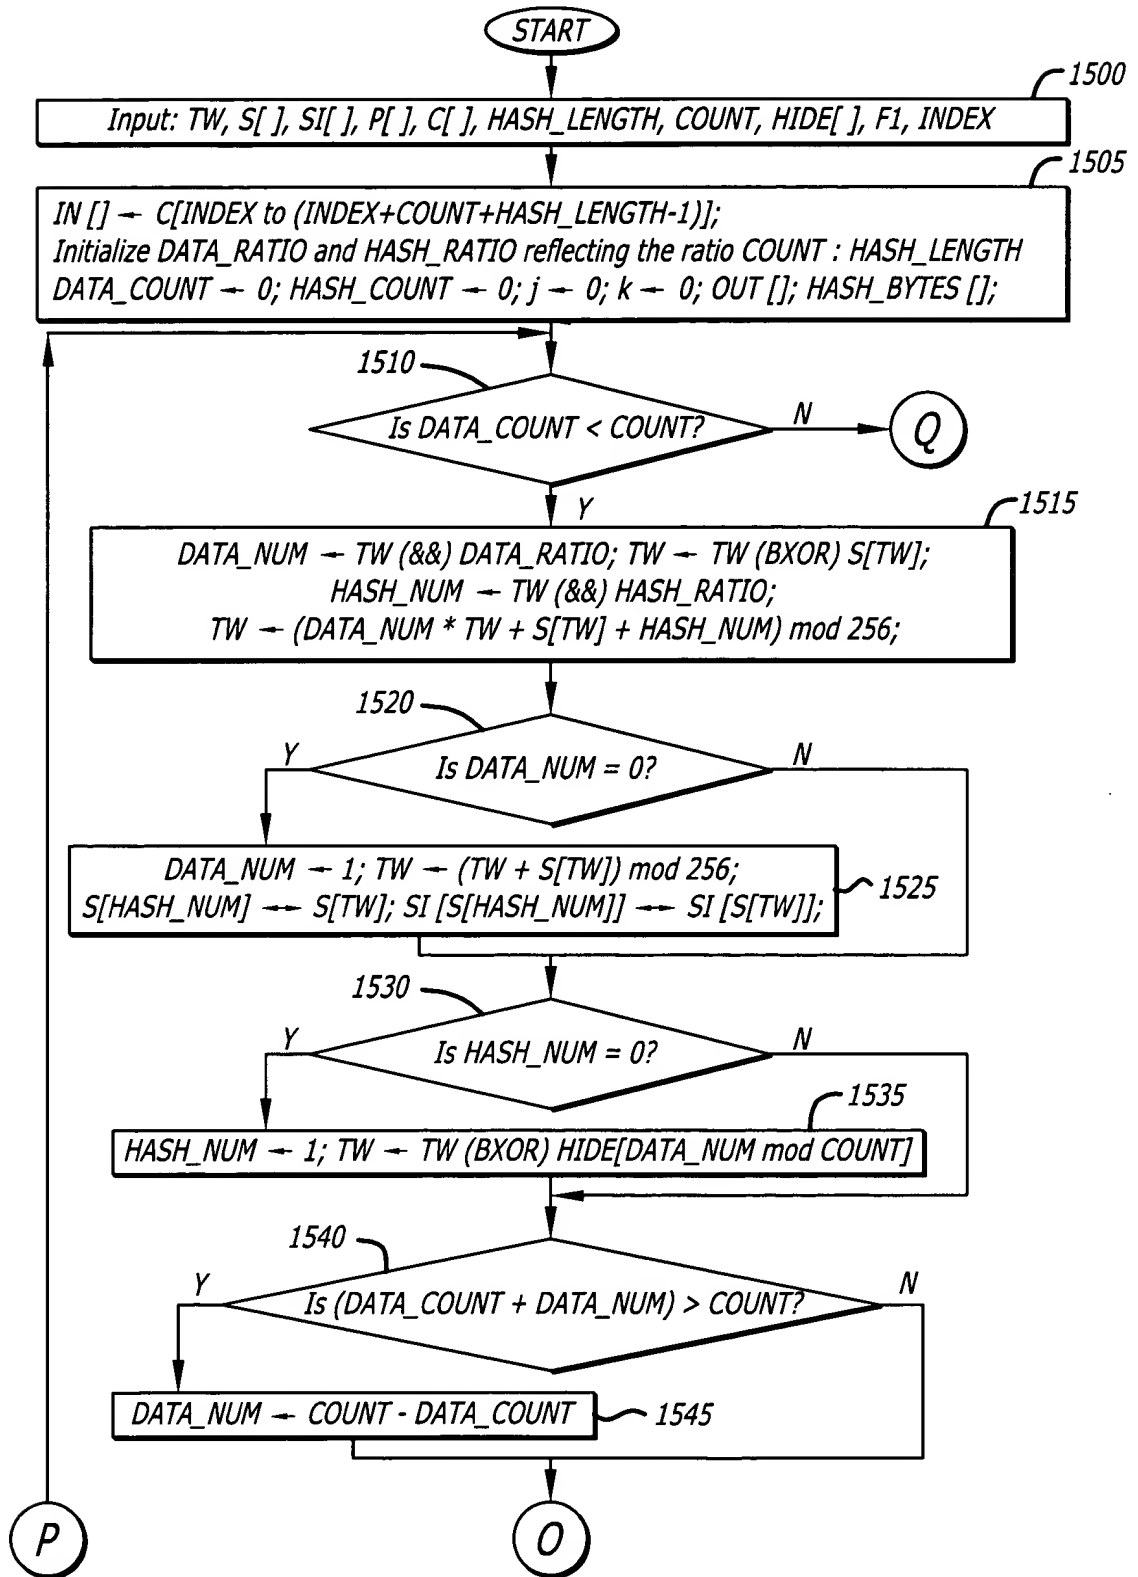 START
1500
Input: TW, S[ ], SI[ ], P[ ], C[ ], HASH_LENGTH, COUNT, HIDE[ ], F1, INDEX
1505
IN [] ← C[INDEX to (INDEX+COUNT+HASH_LENGTH-1)];
Initialize DATA_RATIO and HASH_RATIO reflecting the ratio COUNT : HASH_LENGTH
DATA_COUNT ← 0; HASH_COUNT ← 0; j ← 0; k ← 0; OUT []; HASH_BYTES [];
1510
Is DATA_COUNT < COUNT?
N
Q
Y
1515
DATA_NUM ← TW (&&) DATA_RATIO; TW ← TW (BXOR) S[TW];
HASH_NUM ← TW (&&) HASH_RATIO;
TW ← (DATA_NUM * TW + S[TW] + HASH_NUM) mod 256;
1520
Y
Is DATA_NUM = 0?
N
DATA_NUM ← 1; TW ← (TW + S[TW]) mod 256;
S[HASH_NUM] ↔ S[TW]; SI [S[HASH_NUM]] ↔ SI [S[TW]];
1525
1530
Y
Is HASH_NUM = 0?
N
1535
HASH_NUM ← 1; TW ← TW (BXOR) HIDE[DATA_NUM mod COUNT]
1540
Y
Is (DATA_COUNT + DATA_NUM) > COUNT?
N
DATA_NUM ← COUNT - DATA_COUNT
1545
P
O